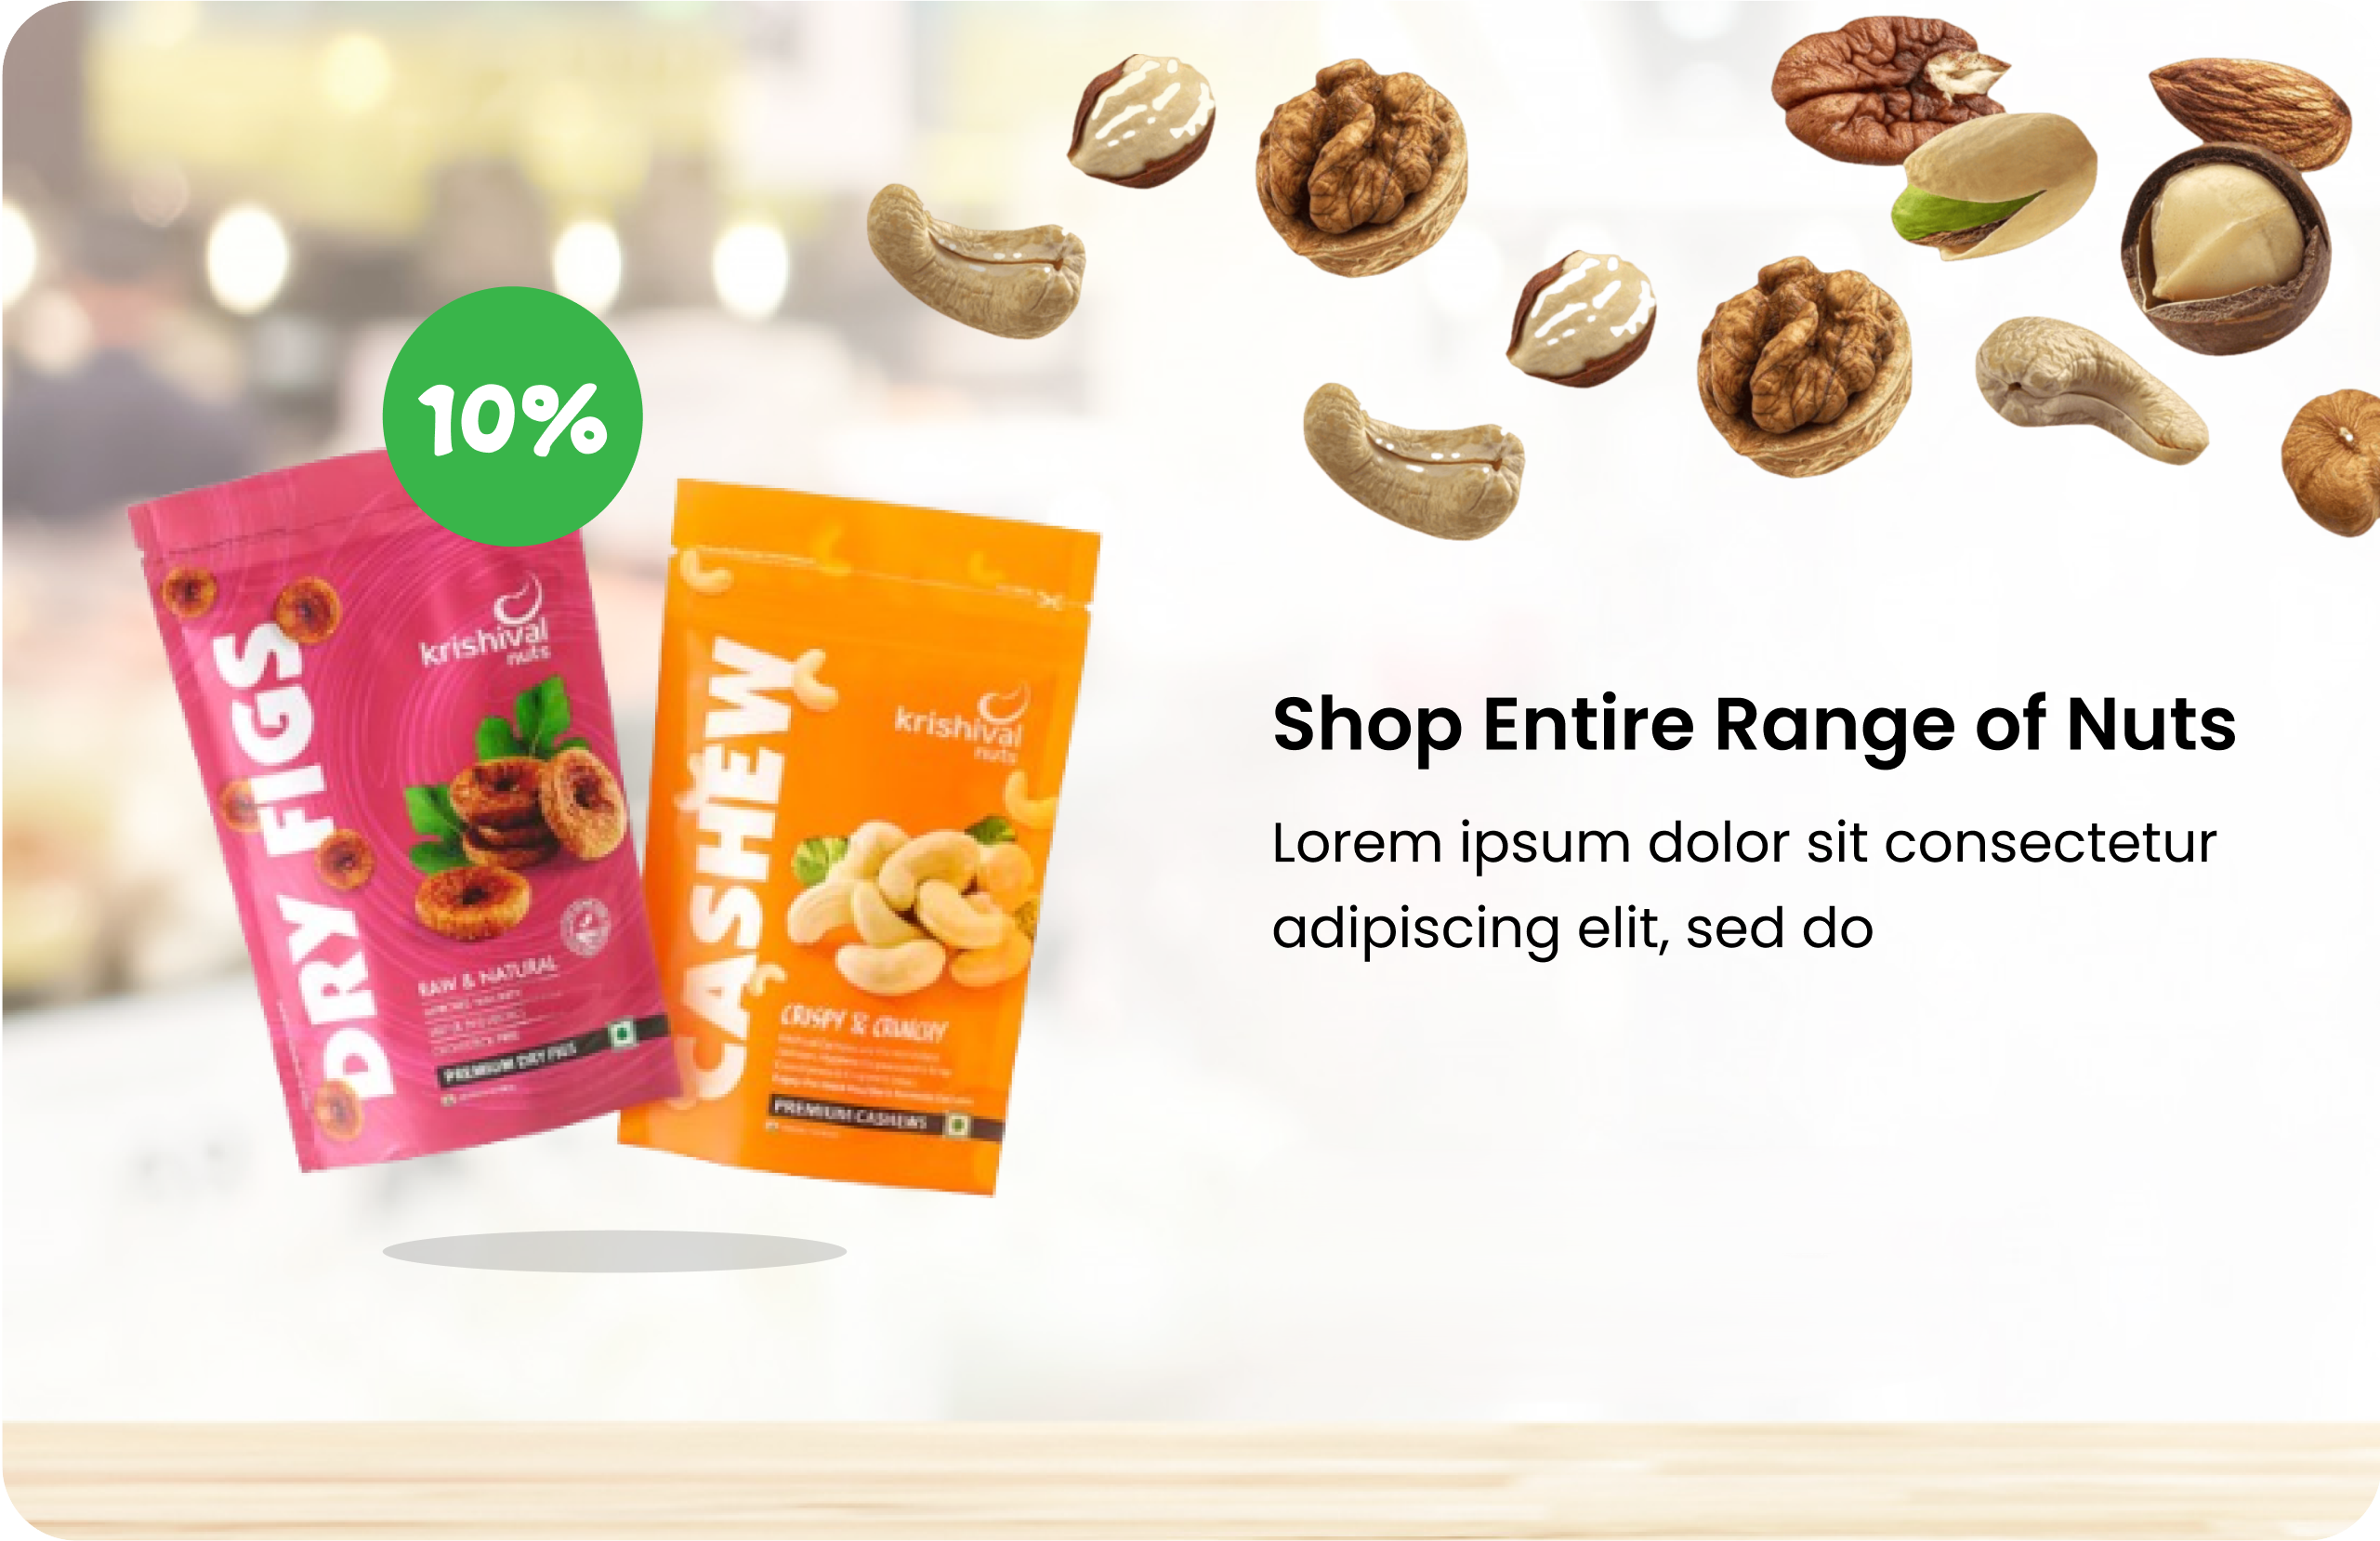 10%
DRY FIGS
krishival
nuts
RAW & NATURAL
PREMIUM DRY FIGS
CASHEW
krishival
nuts
CRISPY & CRUNCHY
PREMIUM CASHEWS
Shop Entire Range of Nuts
Lorem ipsum dolor sit consectetur
adipiscing elit, sed do